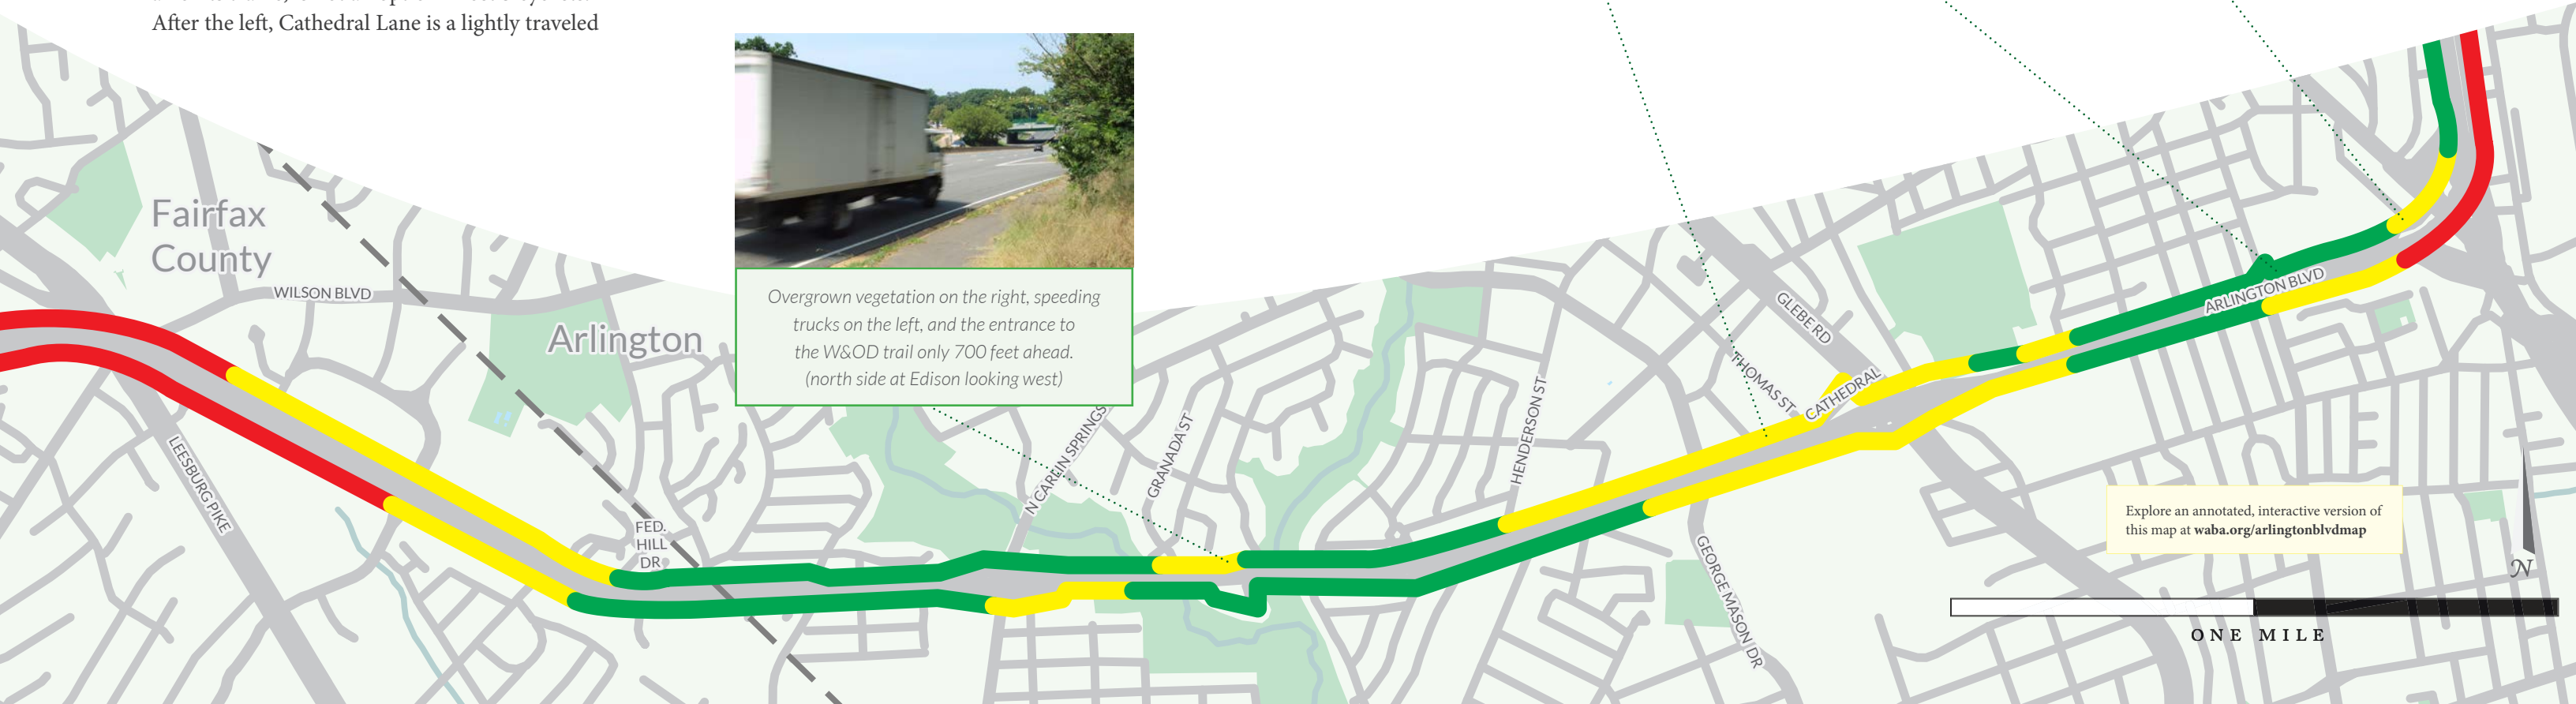 After the left, Cathedral Lane is a lightly traveled
Fairfax
County
WILSON BLVD
Arlington
Overgrown vegetation on the right, speeding
trucks on the left, and the entrance to
the W&OD trail only 700 feet ahead.
(north side at Edison looking west)
LEESBURG PIKE
FED.
HILL
DR
N CARLIN SPRINGS
GRANADA ST
HENDERSON ST
THOMAS ST
GLEBE RD
CATHEDRAL
GEORGE MASON DR
ARLINGTON BLVD
Explore an annotated, interactive version of
this map at waba.org/arlingtonblvdmap
N
ONE MILE